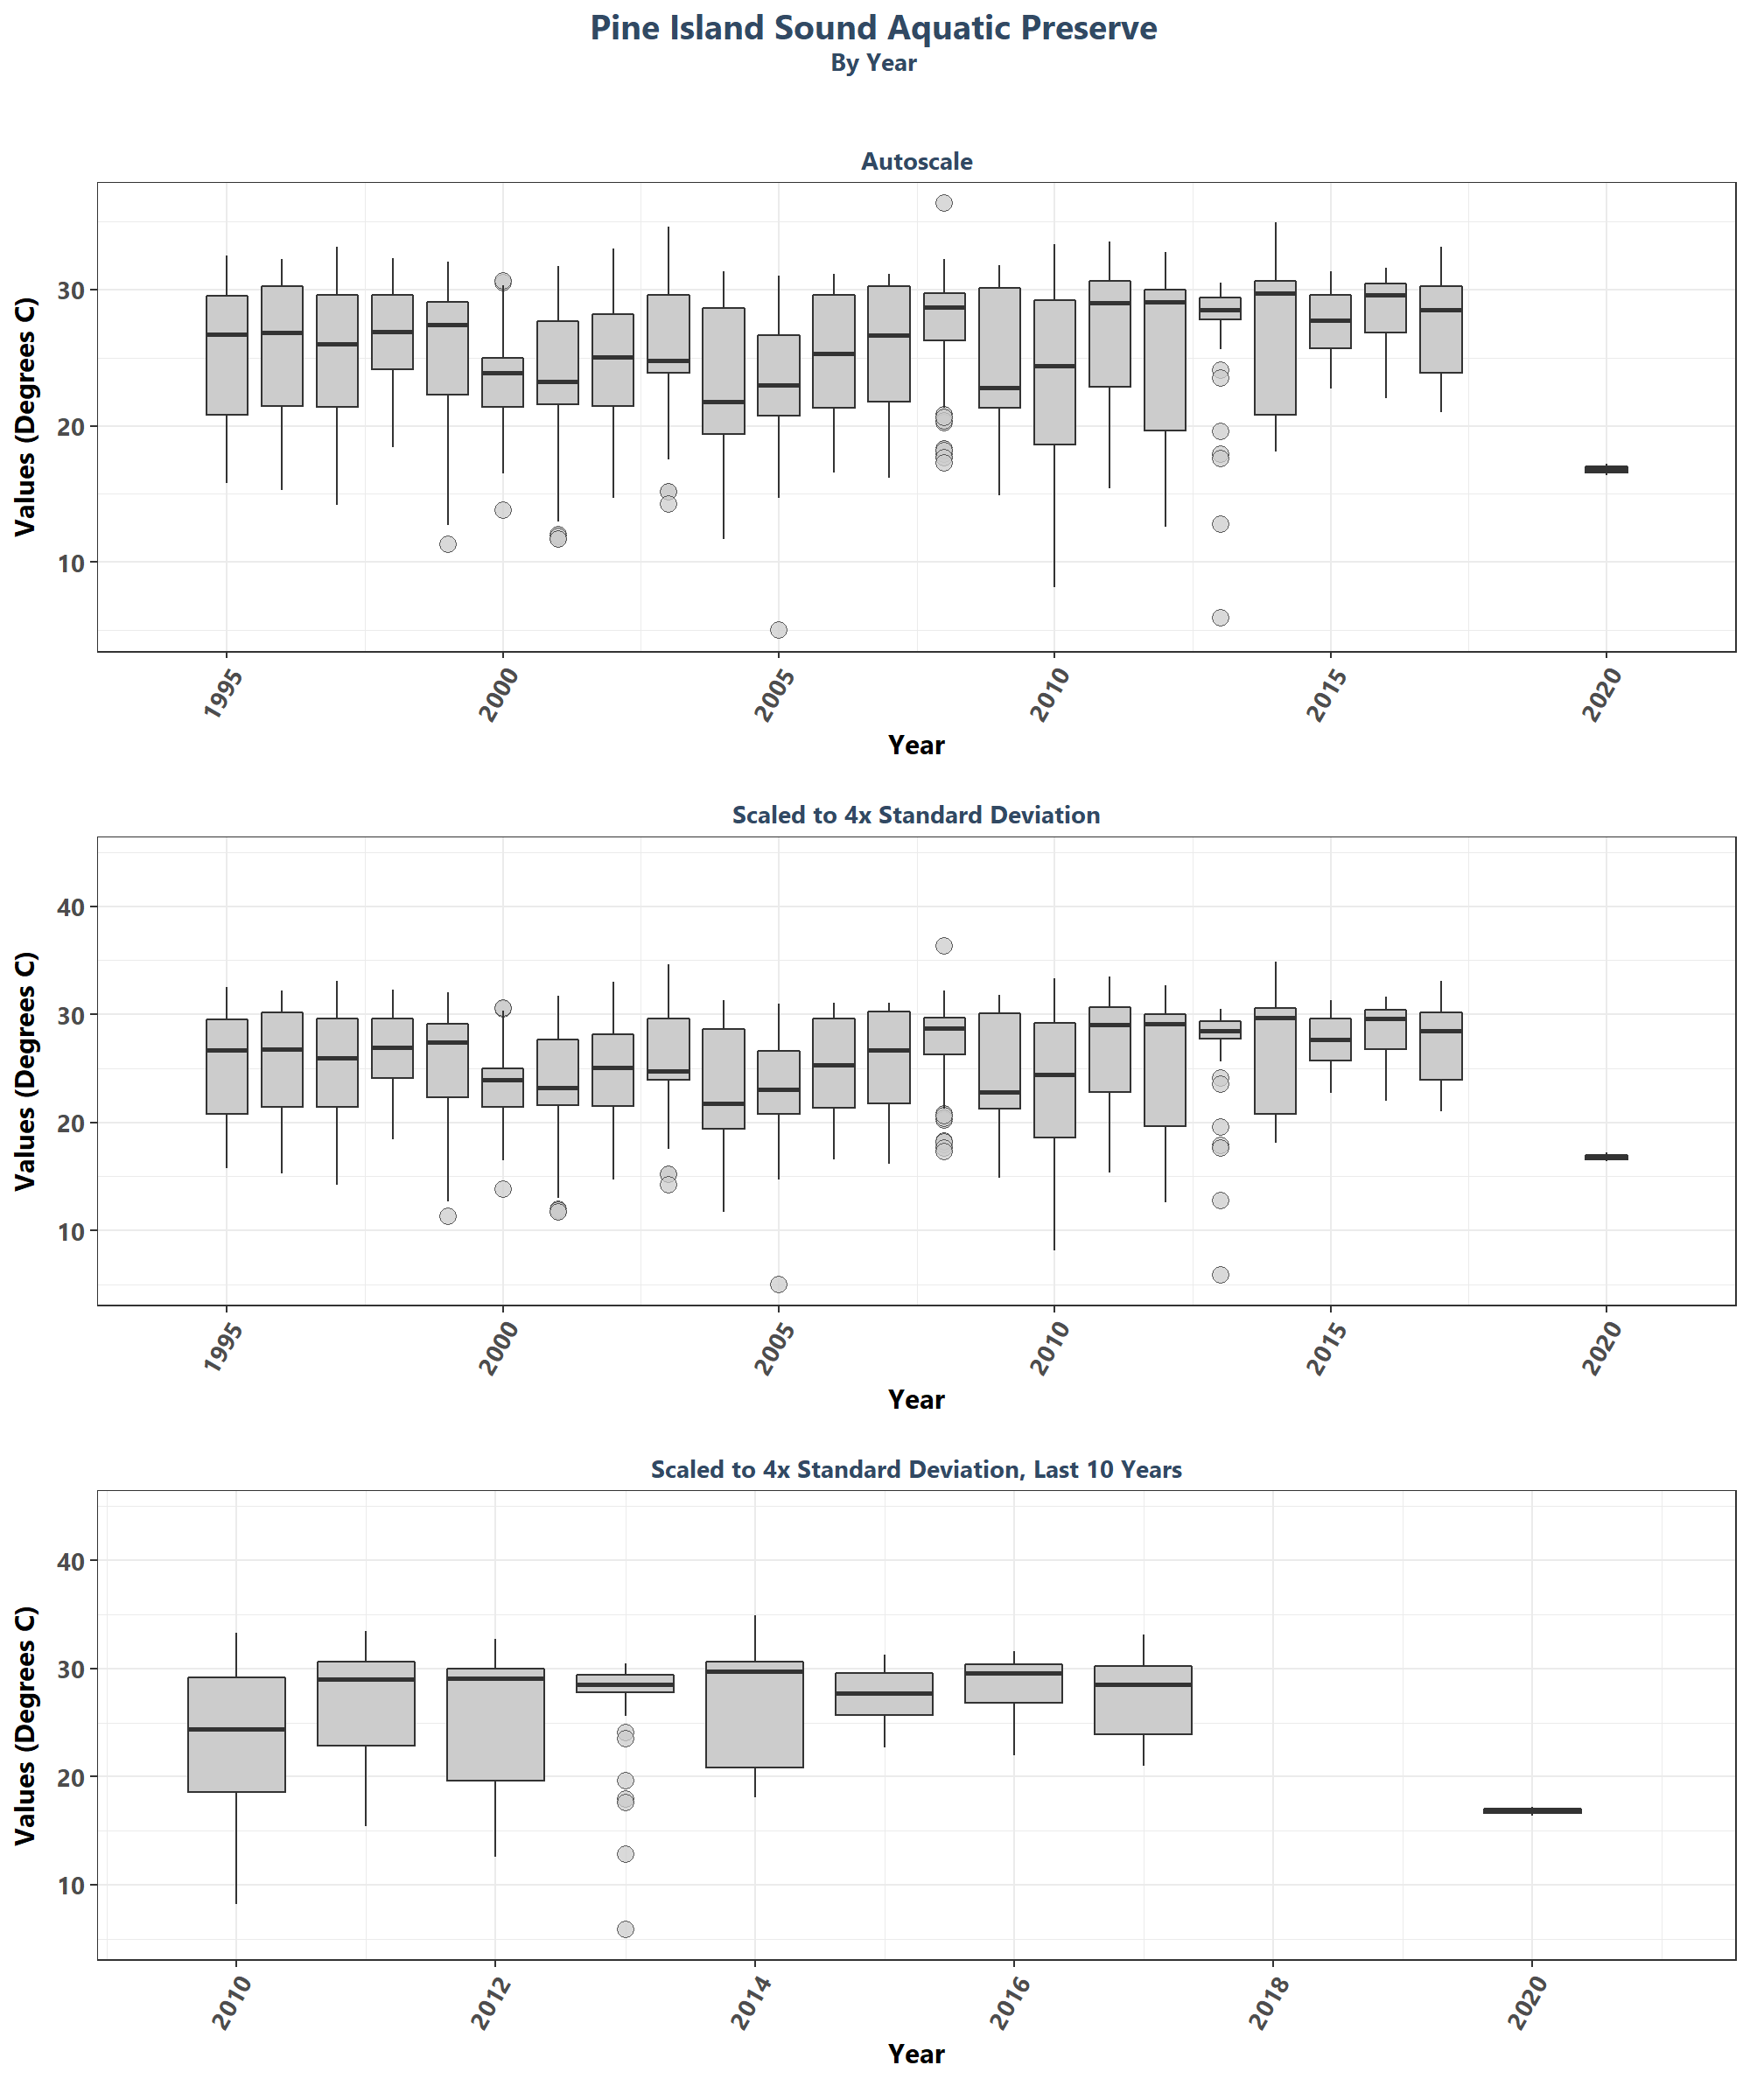 Pine Island Sound Aquatic Preserve
By Year
Autoscale
Values (Degrees C)
30
20
10
1995
2000
2005
2010
2015
2020
Year
Scaled to 4x Standard Deviation
Values (Degrees C)
40
30
20
10
1995
2000
2005
2010
2015
2020
Year
Scaled to 4x Standard Deviation, Last 10 Years
Values (Degrees C)
40
30
20
10
2010
2012
2014
2016
2018
2020
Year